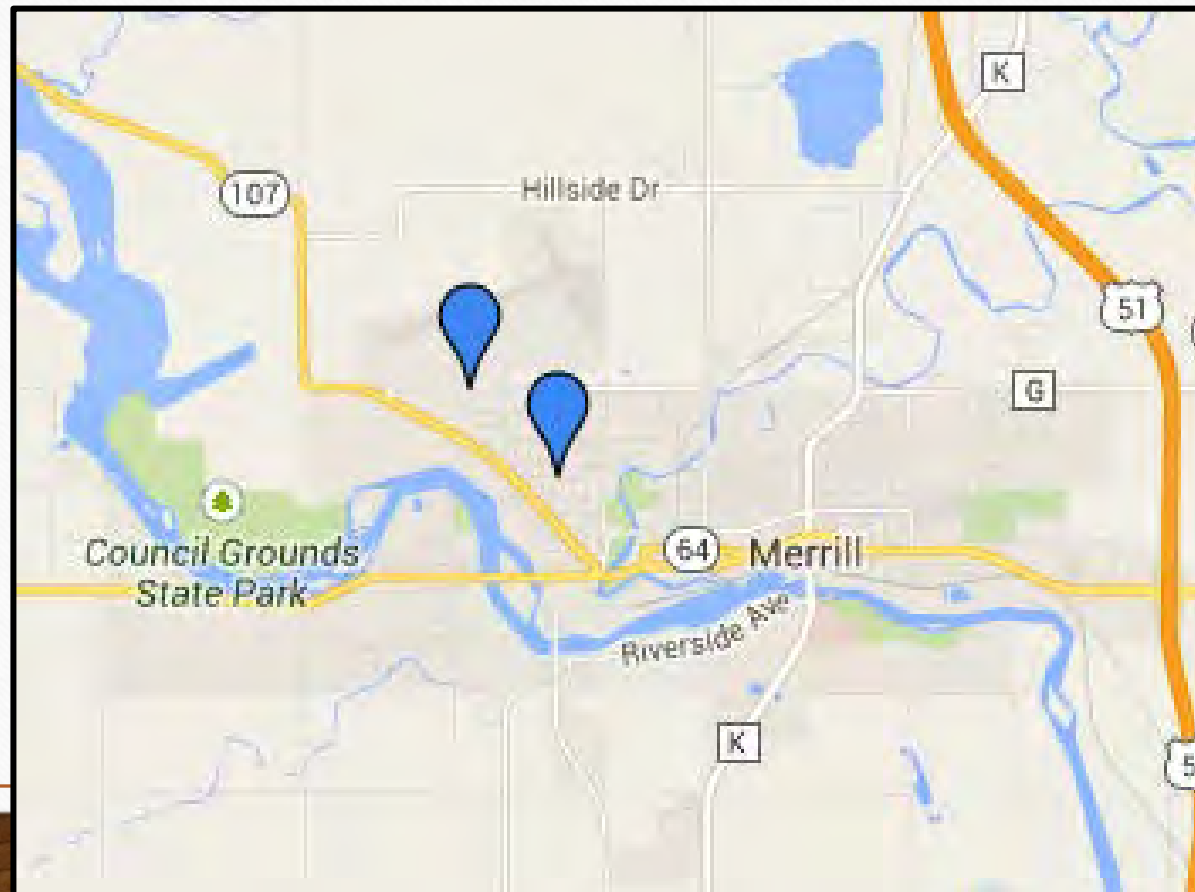 K
107
Hillside Dr
51
G
64
Merrill
Council Grounds
State Park
Riverside Ave
K
5